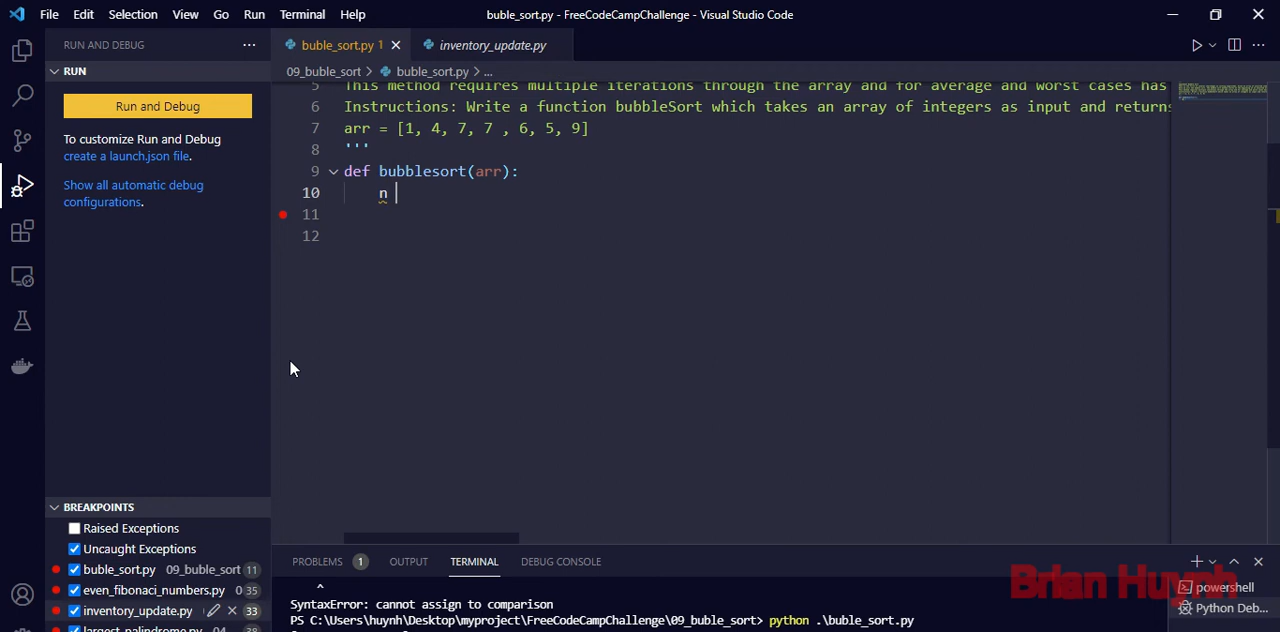 File Edit Selection View Go Run Terminal Help
buble_sort.py - FreeCodeCampChallenge - Visual Studio Code
RUN AND DEBUG
buble_sort.py 1
inventory_update.py
RUN
09_buble_sort > buble_sort.py > ...
Run and Debug
To customize Run and Debug
create a launch.json file.
Show all automatic debug
configurations.
5 This method requires multiple iterations through the array and for average and worst cases has
6 Instructions: Write a function bubbleSort which takes an array of integers as input and returns
7 arr = [1, 4, 7, 7 , 6, 5, 9]
8 '''
9 def bubblesort(arr):
10 n
11
12
BREAKPOINTS
Raised Exceptions
Uncaught Exceptions
buble_sort.py 09_buble_sort 11
even_fibonaci_numbers.py 0 35
inventory_update.py 33
largest_palindrome.py 04 38
PROBLEMS 1 OUTPUT TERMINAL DEBUG CONSOLE
^
SyntaxError: cannot assign to comparison
PS C:\Users\huynh\Desktop\myproject\FreeCodeCampChallenge\09_buble_sort> python .\buble_sort.py
powershell
Python Deb...
Brian Huynh